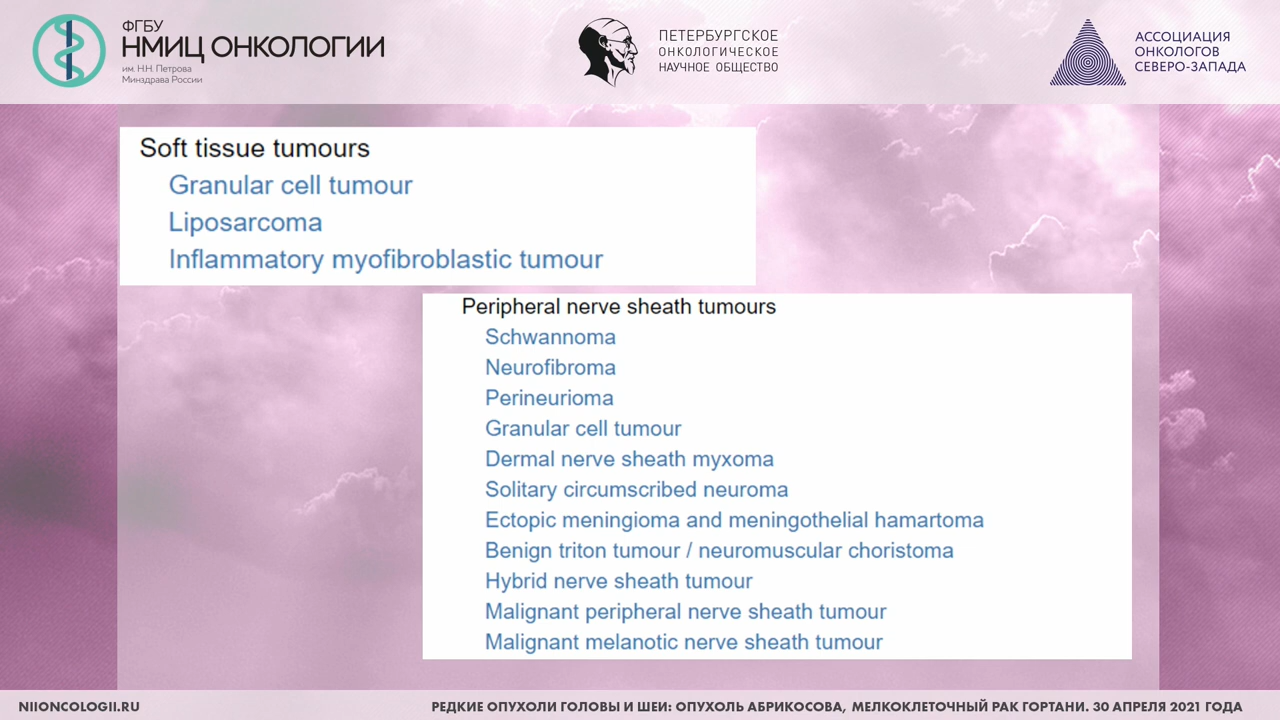 ФГБУ
НМИЦ ОНКОЛОГИИ
им. Н.Н. Петрова
Минздрава России
ПЕТЕРБУРГСКОЕ
ОНКОЛОГИЧЕСКОЕ
НАУЧНОЕ ОБЩЕСТВО
АССОЦИАЦИЯ
ОНКОЛОГОВ
СЕВЕРО-ЗАПАДА
Soft tissue tumours
Granular cell tumour
Liposarcoma
Inflammatory myofibroblastic tumour
Peripheral nerve sheath tumours
Schwannoma
Neurofibroma
Perineurioma
Granular cell tumour
Dermal nerve sheath myxoma
Solitary circumscribed neuroma
Ectopic meningioma and meningothelial hamartoma
Benign triton tumour / neuromuscular choristoma
Hybrid nerve sheath tumour
Malignant peripheral nerve sheath tumour
Malignant melanotic nerve sheath tumour
NIIONCOLOGII.RU
РЕДКИЕ ОПУХОЛИ ГОЛОВЫ И ШЕИ: ОПУХОЛЬ АБРИКОСОВА, МЕЛКОКЛЕТОЧНЫЙ РАК ГОРТАНИ. 30 АПРЕЛЯ 2021 ГОДА